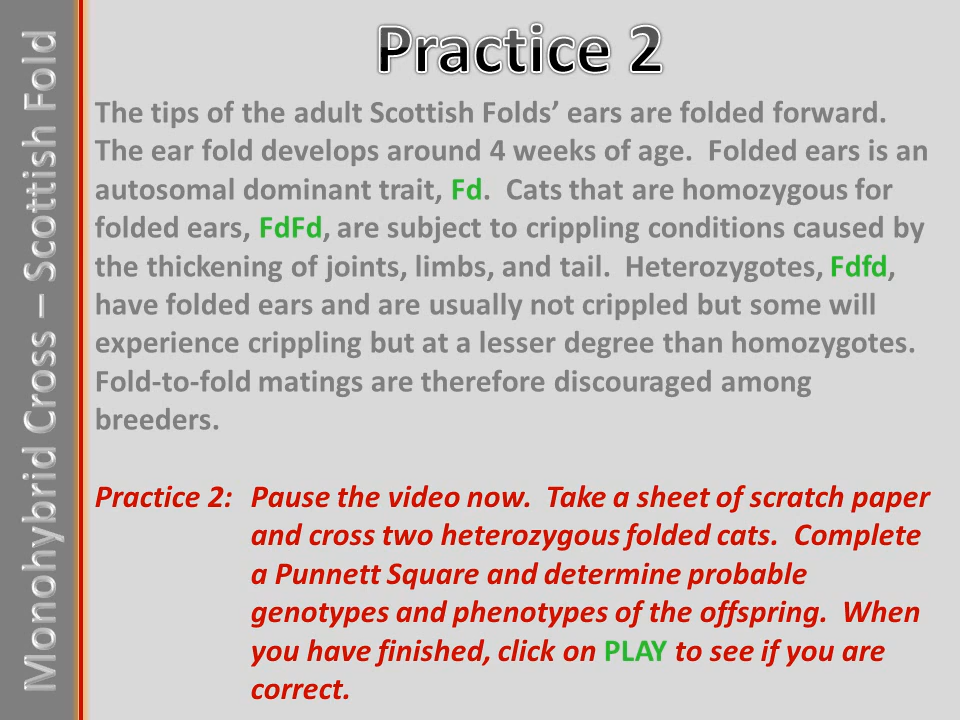 Monohybrid Cross – Scottish Fold
Practice 2
The tips of the adult Scottish Folds’ ears are folded forward.
The ear fold develops around 4 weeks of age.  Folded ears is an
autosomal dominant trait, Fd.  Cats that are homozygous for
folded ears, FdFd, are subject to crippling conditions caused by
the thickening of joints, limbs, and tail.  Heterozygotes, Fdfd,
have folded ears and are usually not crippled but some will
experience crippling but at a lesser degree than homozygotes.
Fold-to-fold matings are therefore discouraged among
breeders.
Practice 2:  Pause the video now.  Take a sheet of scratch paper
and cross two heterozygous folded cats.  Complete
a Punnett Square and determine probable
genotypes and phenotypes of the offspring.  When
you have finished, click on PLAY to see if you are
correct.